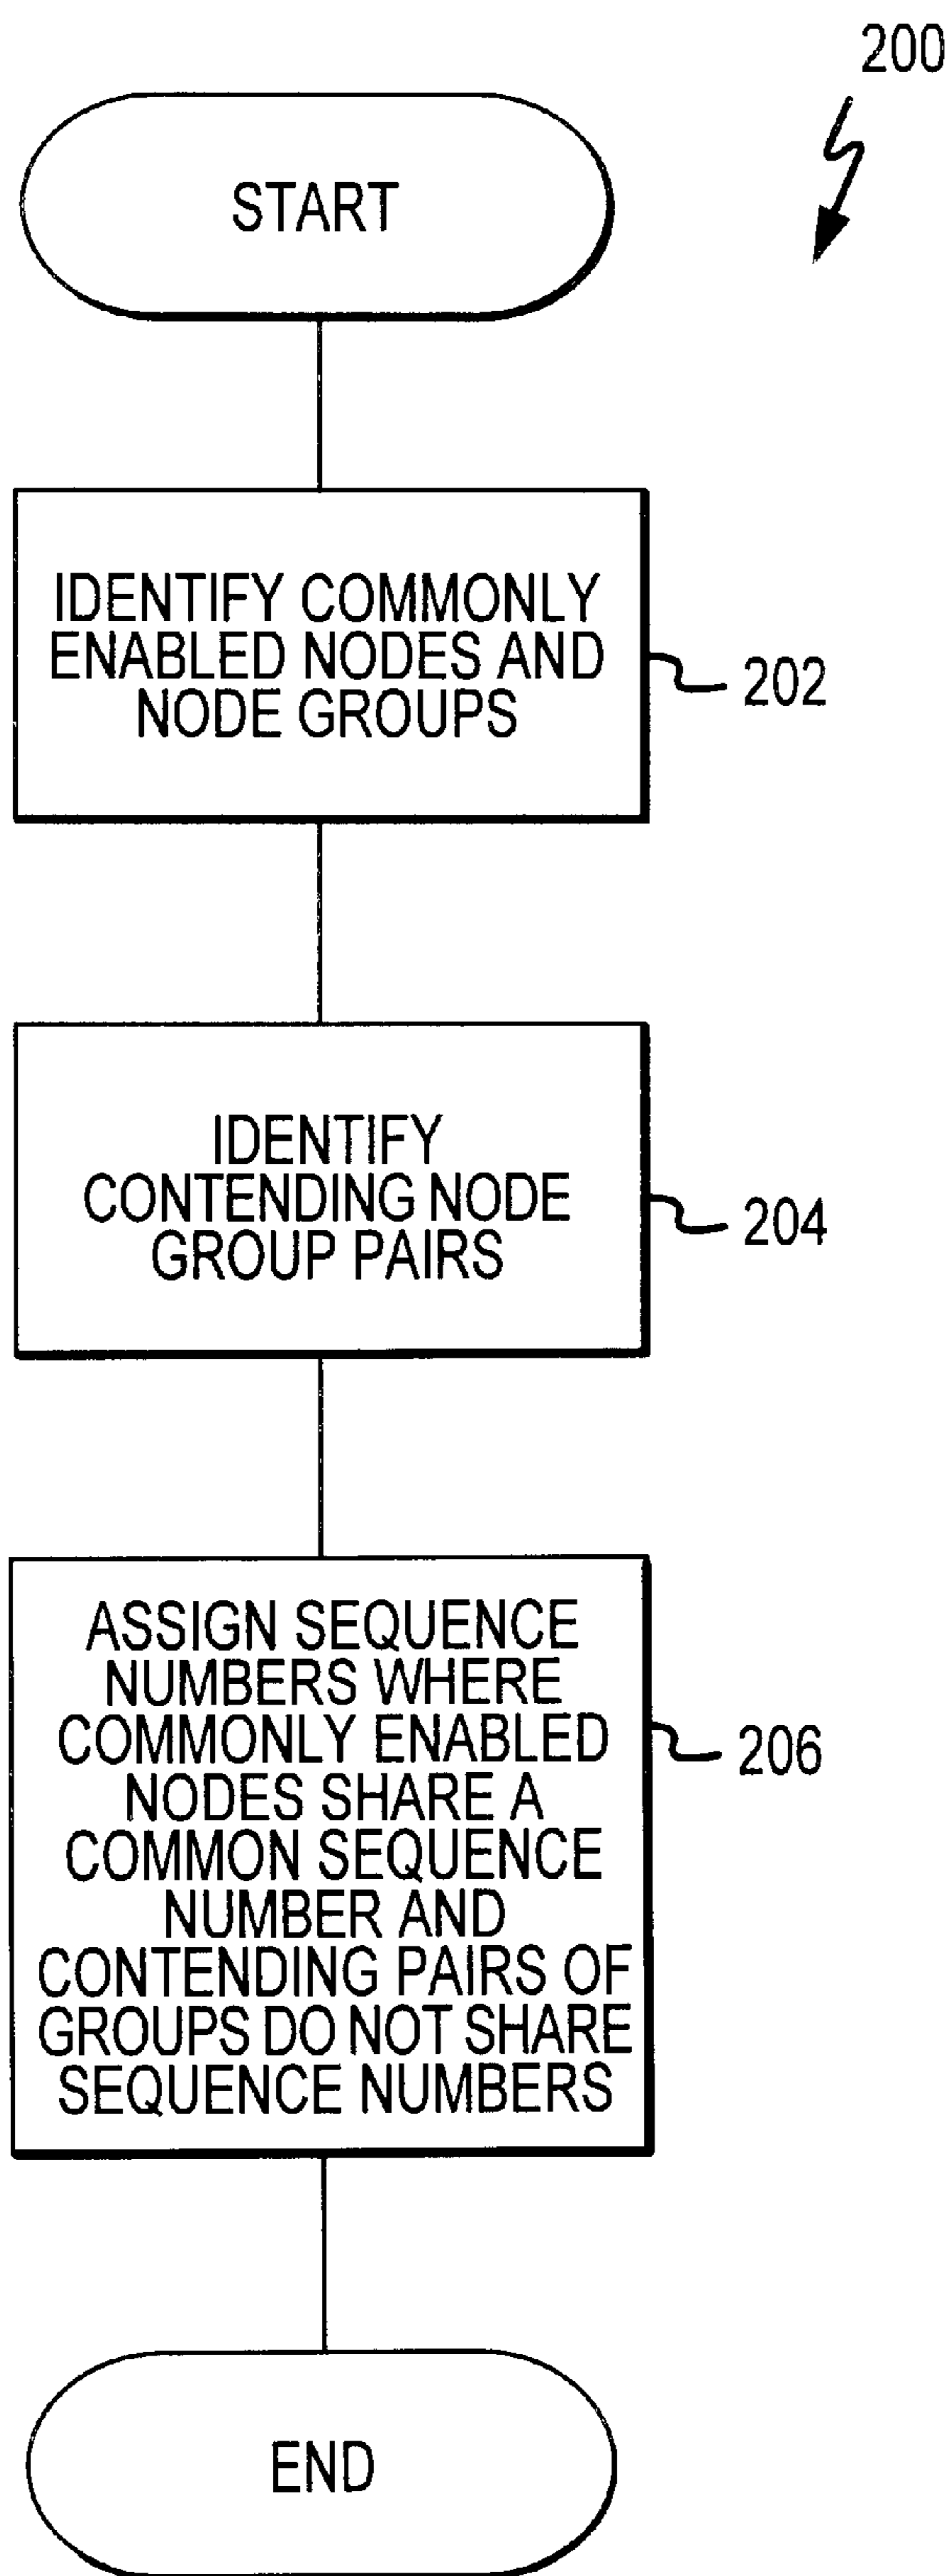 200
START
IDENTIFY COMMONLY
ENABLED NODES AND
NODE GROUPS
202
IDENTIFY
CONTENDING NODE
GROUP PAIRS
204
ASSIGN SEQUENCE
NUMBERS WHERE
COMMONLY ENABLED
NODES SHARE A
COMMON SEQUENCE
NUMBER AND
CONTENDING PAIRS OF
GROUPS DO NOT SHARE
SEQUENCE NUMBERS
206
END